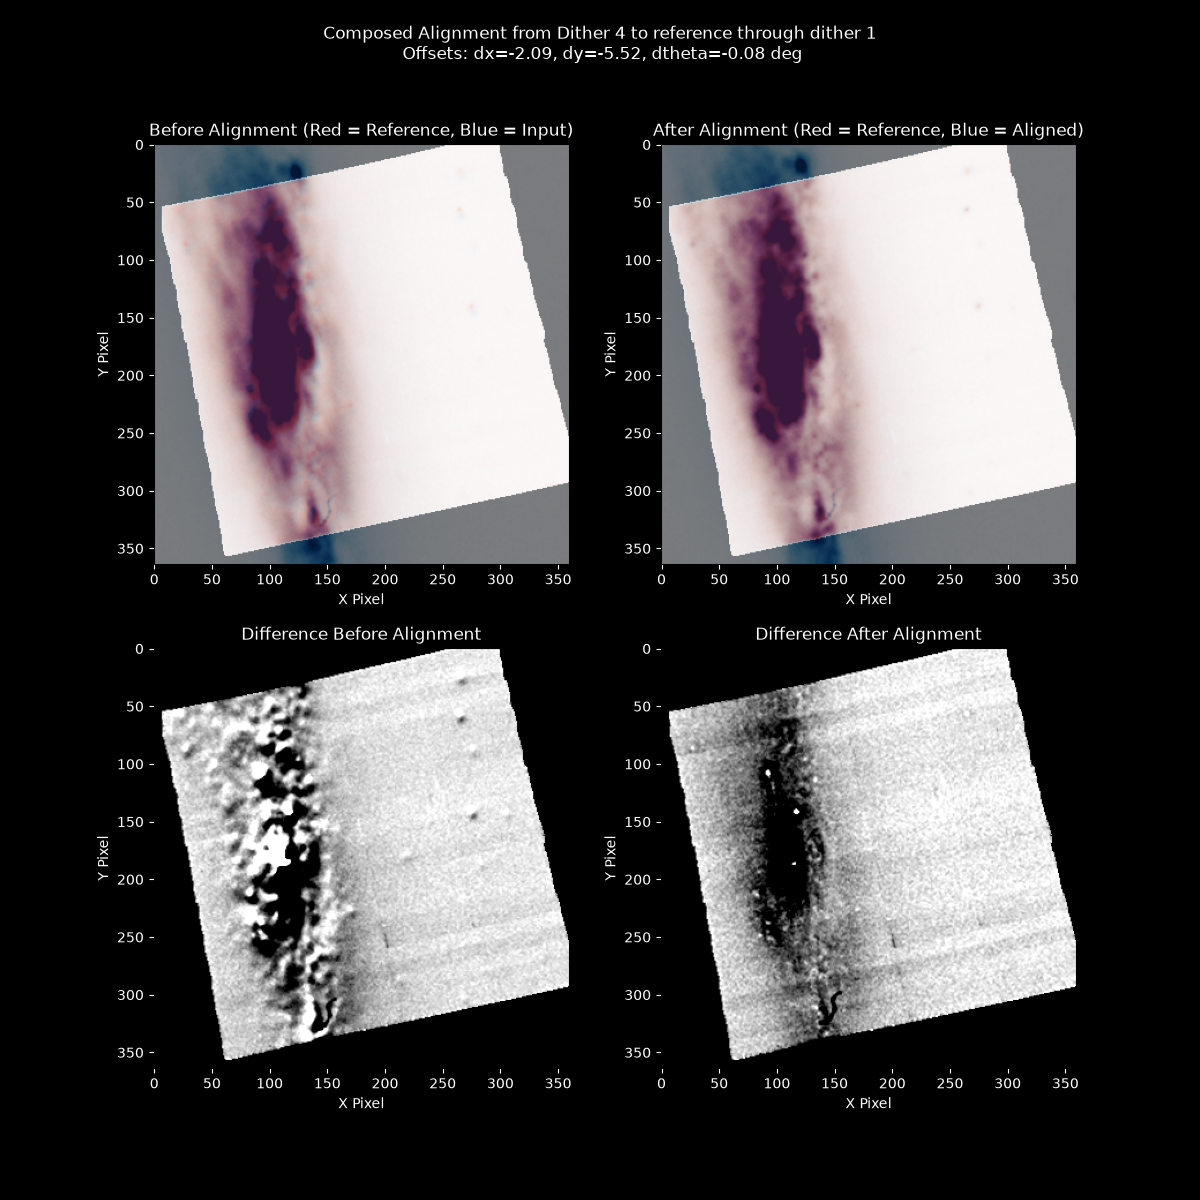 Composed Alignment from Dither 4 to reference through dither 1
Offsets: dx=-2.09, dy=-5.52, dtheta=-0.08 deg
Before Alignment (Red = Reference, Blue = Input)
0
50
100
150
200
250
300
350
Y Pixel
0 50 100 150 200 250 300 350
X Pixel
After Alignment (Red = Reference, Blue = Aligned)
0
50
100
150
200
250
300
350
Y Pixel
0 50 100 150 200 250 300 350
X Pixel
Difference Before Alignment
0
50
100
150
200
250
300
350
Y Pixel
0 50 100 150 200 250 300 350
X Pixel
Difference After Alignment
0
50
100
150
200
250
300
350
Y Pixel
0 50 100 150 200 250 300 350
X Pixel